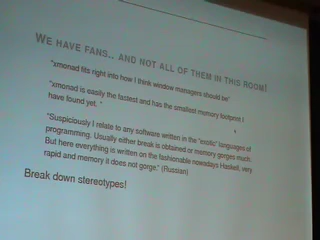 WE HAVE FANS.. AND NOT ALL OF THEM IN THIS ROOM!
"xmonad fits right into how I think window managers should be"
"xmonad is easily the fastest and has the smallest memory footprint I
have found yet. "
"Suspiciously I relate to any software written in the "exotic" languages of
programming. Usually either break is obtained or memory gorges much.
But here everything is written on the fashionable nowadays Haskell, very
rapid and memory it does not gorge." (Russian)
Break down stereotypes!